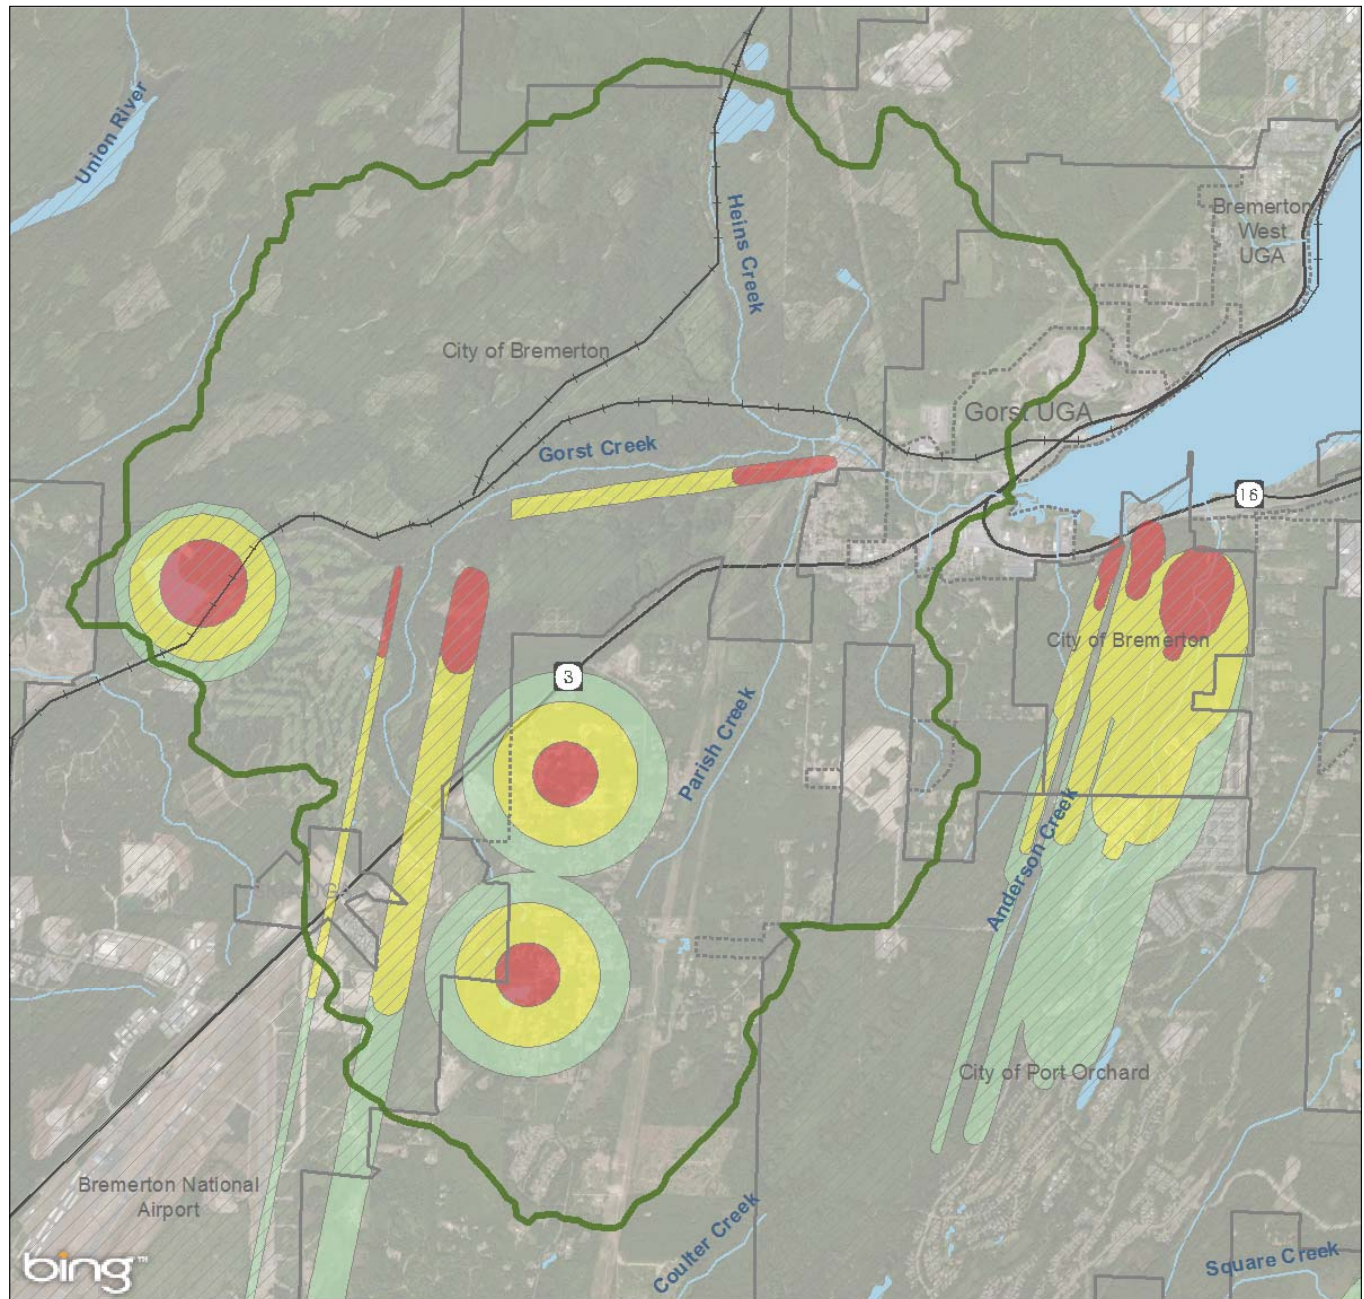 Union River
Heins Creek
Bremerton
West
UGA
City of Bremerton
Gorst UGA
Gorst Creek
16
City of Bremerton
3
Parish Creek
Anderson Creek
City of Port Orchard
Bremerton National
Airport
Coulter Creek
Square Creek
bing™